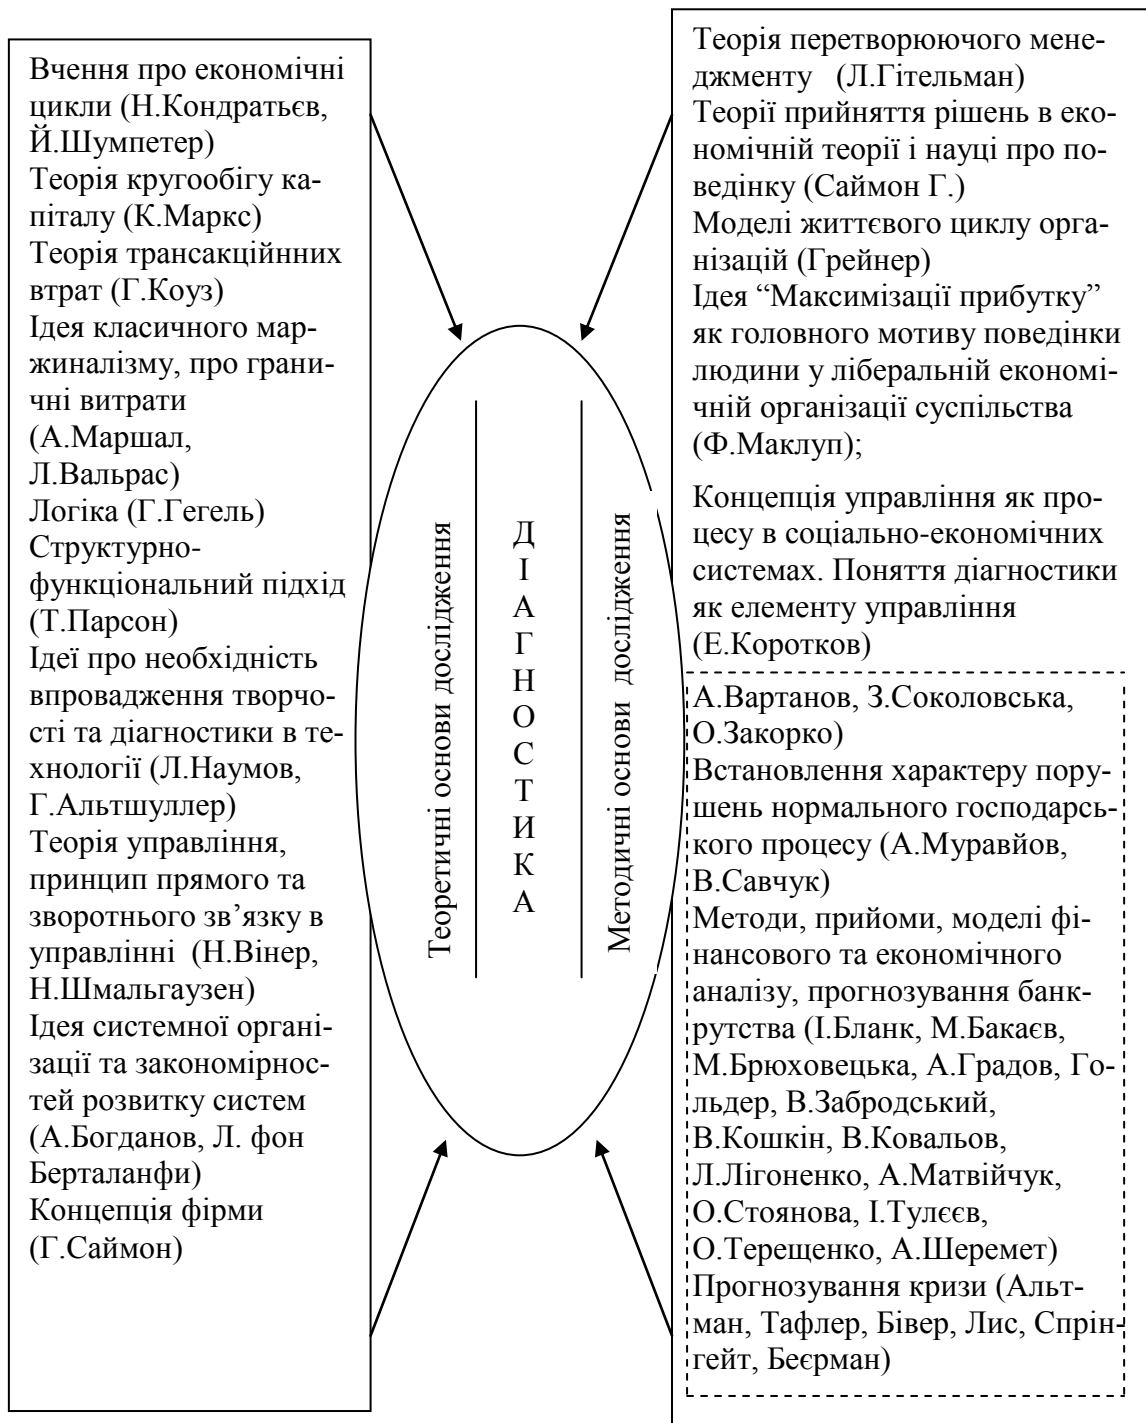 Вчення про економічні
цикли (Н.Кондратьєв,
Й.Шумпетер)
Теорія кругообігу ка-
піталу (К.Маркс)
Теорія трансакційнних
втрат (Г.Коуз)
Ідея класичного мар-
жиналізму, про грани-
чні витрати
(А.Маршал,
Л.Вальрас)
Логіка (Г.Гегель)
Структурно-
функціональний підхід
(Т.Парсон)
Ідеї про необхідність
впровадження творчо-
сті та діагностики в те-
хнології (Л.Наумов,
Г.Альтшуллер)
Теорія управління,
принцип прямого та
зворотнього зв’язку в
управлінні (Н.Вінер,
Н.Шмальгаузен)
Ідея системної органі-
зації та закономірнос-
тей розвитку систем
(А.Богданов, Л. фон
Берталанфи)
Концепція фірми
(Г.Саймон)
Теоретичні основи дослідження
Д
І
А
Г
Н
О
С
Т
И
К
А
Методичні основи дослідження
Теорія перетворюючого мене-
джменту (Л.Гітельман)
Теорії прийняття рішень в еко-
номічній теорії і науці про по-
ведінку (Саймон Г.)
Моделі життєвого циклу орга-
нізацій (Грейнер)
Ідея “Максимізації прибутку”
як головного мотиву поведінки
людини у ліберальній економі-
чній організації суспільства
(Ф.Маклуп);
Концепція управління як про-
цесу в соціально-економічних
системах. Поняття діагностики
як елементу управління
(Е.Коротков)
А.Вартанов, З.Соколовська,
О.Закорко)
Встановлення характеру пору-
шень нормального господарсь-
кого процесу (А.Муравйов,
В.Савчук)
Методи, прийоми, моделі фі-
нансового та економічного
аналізу, прогнозування банк-
рутства (І.Бланк, М.Бакаєв,
М.Брюховецька, А.Градов, Го-
льдер, В.Забродський,
В.Кошкін, В.Ковальов,
Л.Лігоненко, А.Матвійчук,
О.Стоянова, І.Тулєєв,
О.Терещенко, А.Шеремет)
Прогнозування кризи (Альт-
ман, Тафлер, Бівер, Лис, Спрін-
гейт, Беєрман)